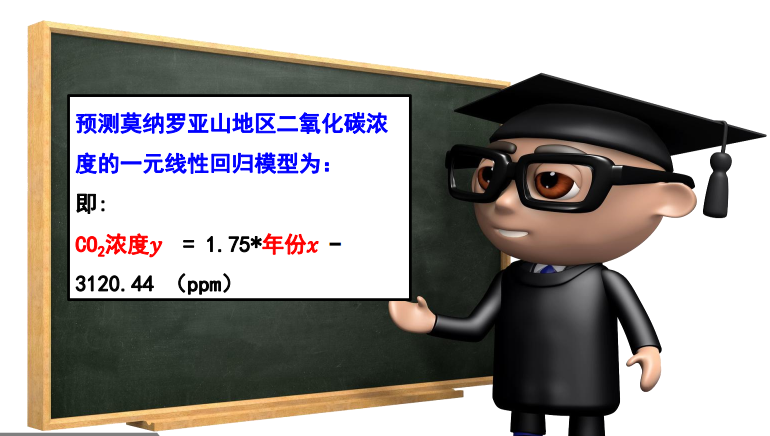 预测莫纳罗亚山地区二氧化碳浓
度的一元线性回归模型为：
即:
CO₂浓度y = 1.75*年份x -
3120.44 （ppm）